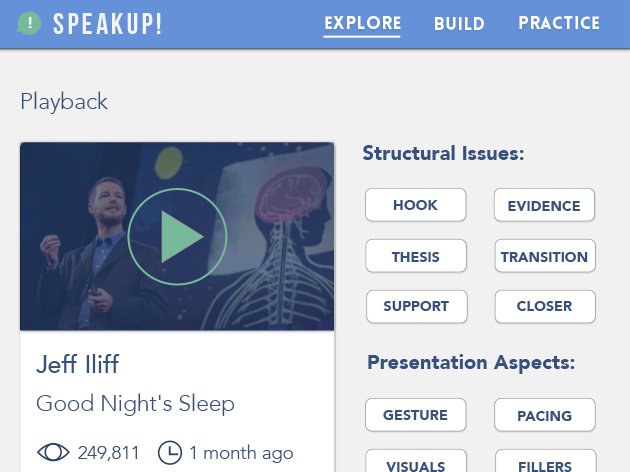 ! SPEAKUP! EXPLORE BUILD PRACTICE
Playback
Structural Issues:
HOOK EVIDENCE
THESIS TRANSITION
SUPPORT CLOSER
Jeff Iliff
Good Night's Sleep
249,811 1 month ago
Presentation Aspects:
GESTURE PACING
VISUALS FILLERS